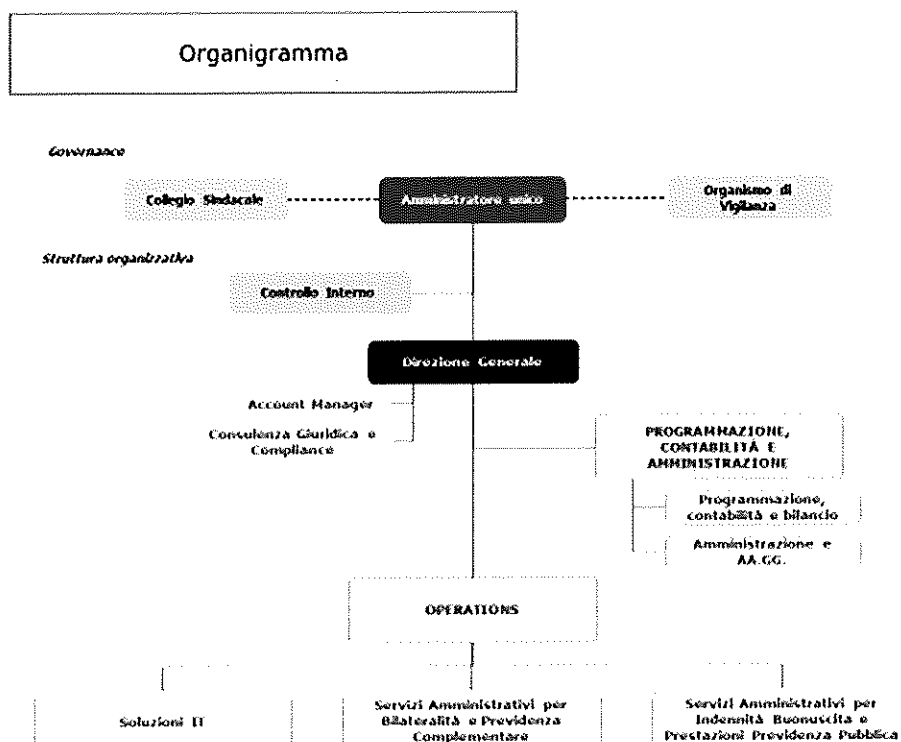 Organigramma
Governance
Collegio Sindacale
Amministratore unico
Organismo di
Vigilanza
Struttura organizzativa
Controllo Interno
Direzione Generale
Account Manager
Consulenza Giuridica e
Compliance
PROGRAMMAZIONE,
CONTABILITÀ E
AMMINISTRAZIONE
Programmazione,
contabilità e bilancio
Amministrazione e
AA.GG.
OPERATIONS
Soluzioni IT
Servizi Amministrativi per
Bilateralità e Previdenza
Complementare
Servizi Amministrativi per
Indennità Buonuscita e
Prestazioni Previdenza Pubblica